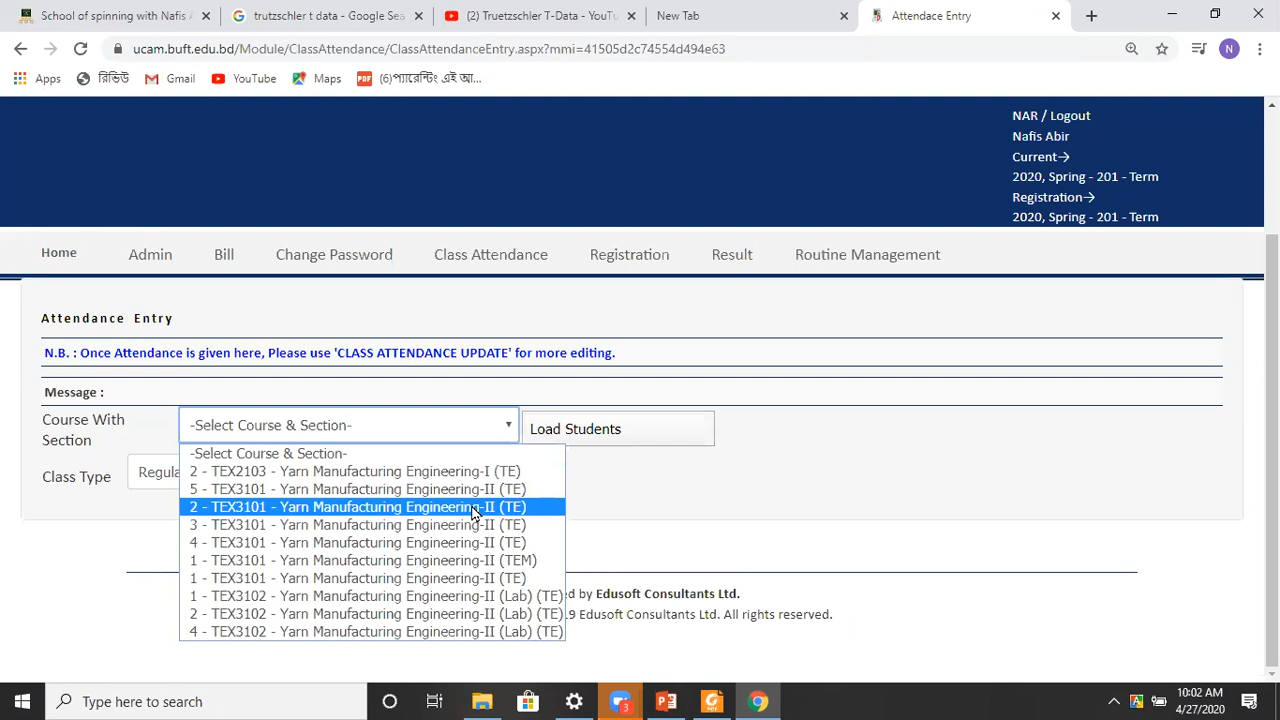 School of spinning with Nafis A
trutzschler t data - Google Sea
Truetzschler T-Data - YouTu
New Tab
Attendace Entry
ucam.buft.edu.bd/Module/ClassAttendance/ClassAttendanceEntry.aspx?mmi=41505d2c74554d494e63
N
Apps
রিভিউ
Gmail
YouTube
Maps
PDF
(6)প্যারেন্টিং এই আ...
NAR / Logout
Nafis Abir
Current→
2020, Spring - 201 - Term
Registration→
2020, Spring - 201 - Term
Home
Admin
Bill
Change Password
Class Attendance
Registration
Result
Routine Management
Attendance Entry
N.B. : Once Attendance is given here, Please use 'CLASS ATTENDANCE UPDATE' for more editing.
Message :
Course With
Section
-Select Course & Section-
Load Students
-Select Course & Section-
2 - TEX2103 - Yarn Manufacturing Engineering-I (TE)
Class Type
Regula
5 - TEX3101 - Yarn Manufacturing Engineering-II (TE)
2 - TEX3101 - Yarn Manufacturing Engineering-II (TE)
3 - TEX3101 - Yarn Manufacturing Engineering-II (TE)
4 - TEX3101 - Yarn Manufacturing Engineering-II (TE)
1 - TEX3101 - Yarn Manufacturing Engineering-II (TEM)
1 - TEX3101 - Yarn Manufacturing Engineering-II (TE)
1 - TEX3102 - Yarn Manufacturing Engineering-II (Lab) (TE)
2 - TEX3102 - Yarn Manufacturing Engineering-II (Lab) (TE)
4 - TEX3102 - Yarn Manufacturing Engineering-II (Lab) (TE)
ed by Edusoft Consultants Ltd.
19 Edusoft Consultants Ltd. All rights reserved.
Type here to search
3
10:02 AM
4/27/2020